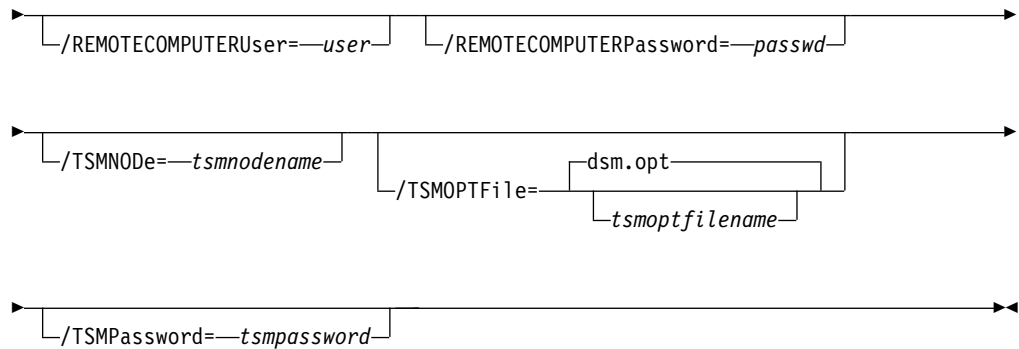 /REMOTECOMPUTERUser= user /REMOTECOMPUTERPassword= passwd
/TSMNODe= tsmnodename
dsm.opt
/TSMOPTFile=
tsmoptfilename
/TSMPassword= tsmpassword